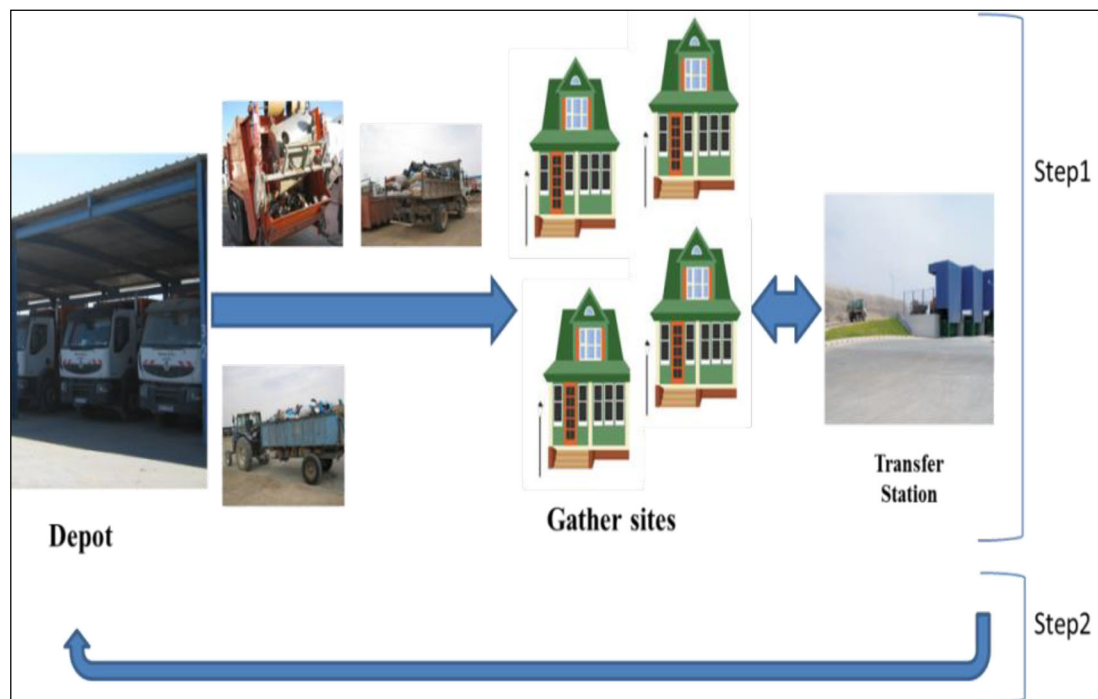 Step1
Transfer
Station
Gather sites
Depot
Step2